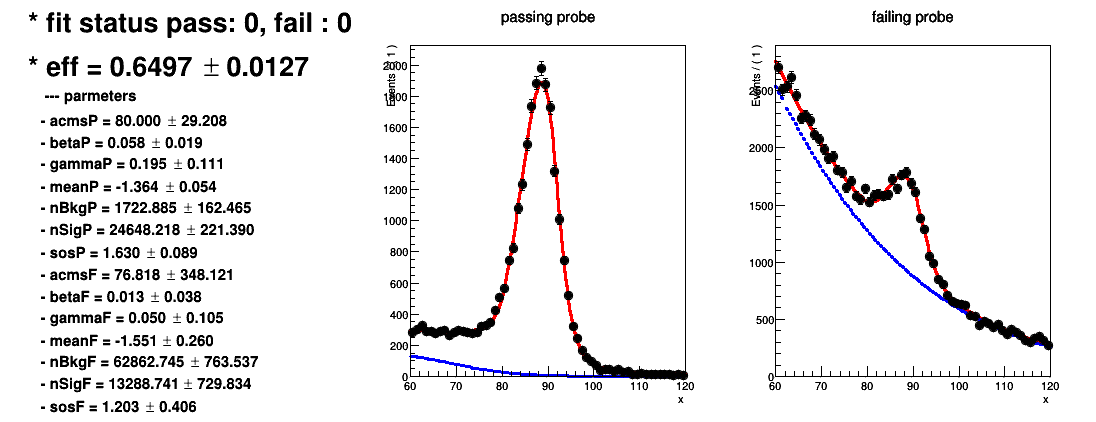 * fit status pass: 0, fail : 0
* eff = 0.6497 ± 0.0127
--- parmeters
- acmsP = 80.000 ± 29.208
- betaP = 0.058 ± 0.019
- gammaP = 0.195 ± 0.111
- meanP = -1.364 ± 0.054
- nBkgP = 1722.885 ± 162.465
- nSigP = 24648.218 ± 221.390
- sosP = 1.630 ± 0.089
- acmsF = 76.818 ± 348.121
- betaF = 0.013 ± 0.038
- gammaF = 0.050 ± 0.105
- meanF = -1.551 ± 0.260
- nBkgF = 62862.745 ± 763.537
- nSigF = 13288.741 ± 729.834
- sosF = 1.203 ± 0.406
passing probe
Events / ( 1 )
2000
1800
1600
1400
1200
1000
800
600
400
200
0
60 70 80 90 100 110 120
x
failing probe
Events / ( 1 )
2500
2000
1500
1000
500
0
60 70 80 90 100 110 120
x